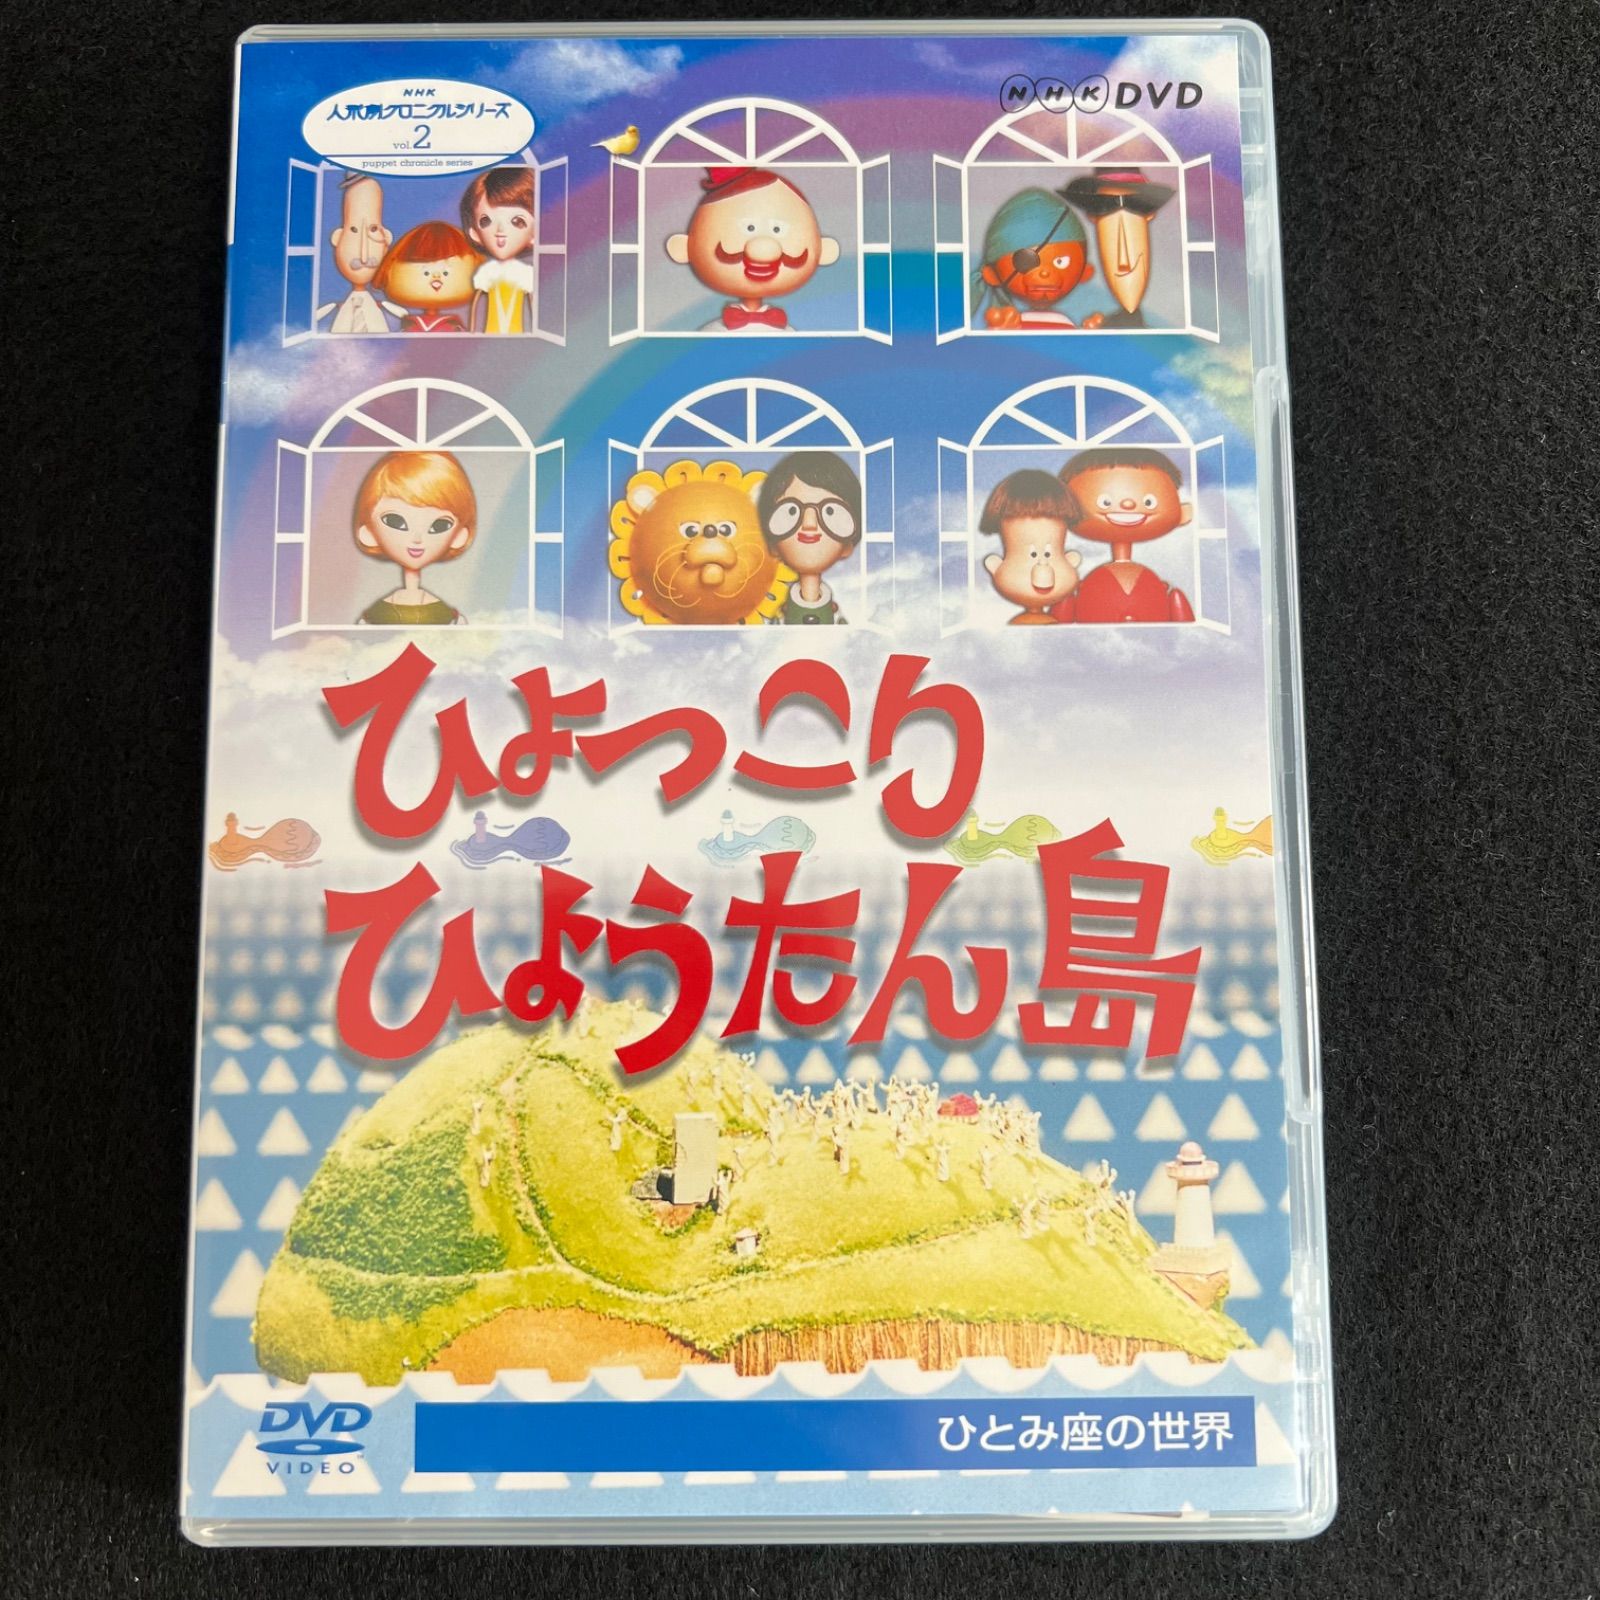 NHK
人形劇クロニクルシリーズ
vol.2
puppet chronicle series
NHK DVD
ひょっこり
ひょうたん島
DVD
VIDEO
TM
ひとみ座の世界